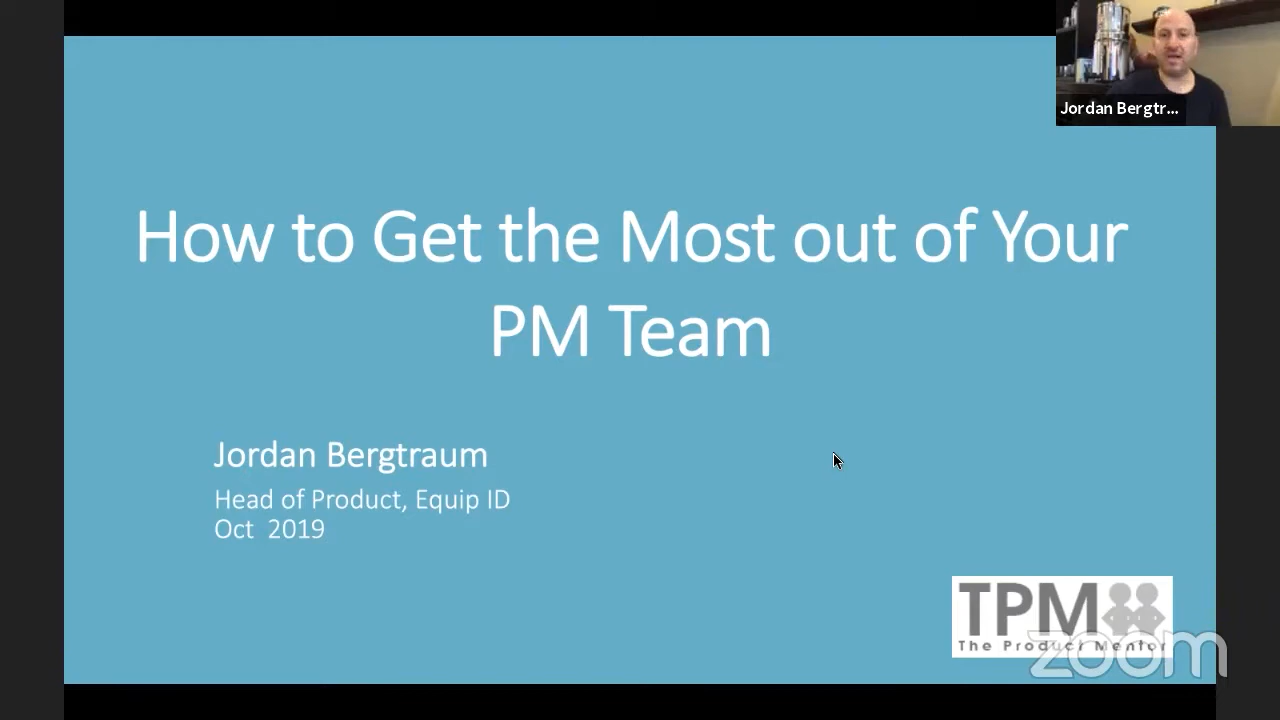 Jordan Bergtr...
How to Get the Most out of Your
PM Team
Jordan Bergtraum
Head of Product, Equip ID
Oct 2019
TPM
The Product Mentor
zoom